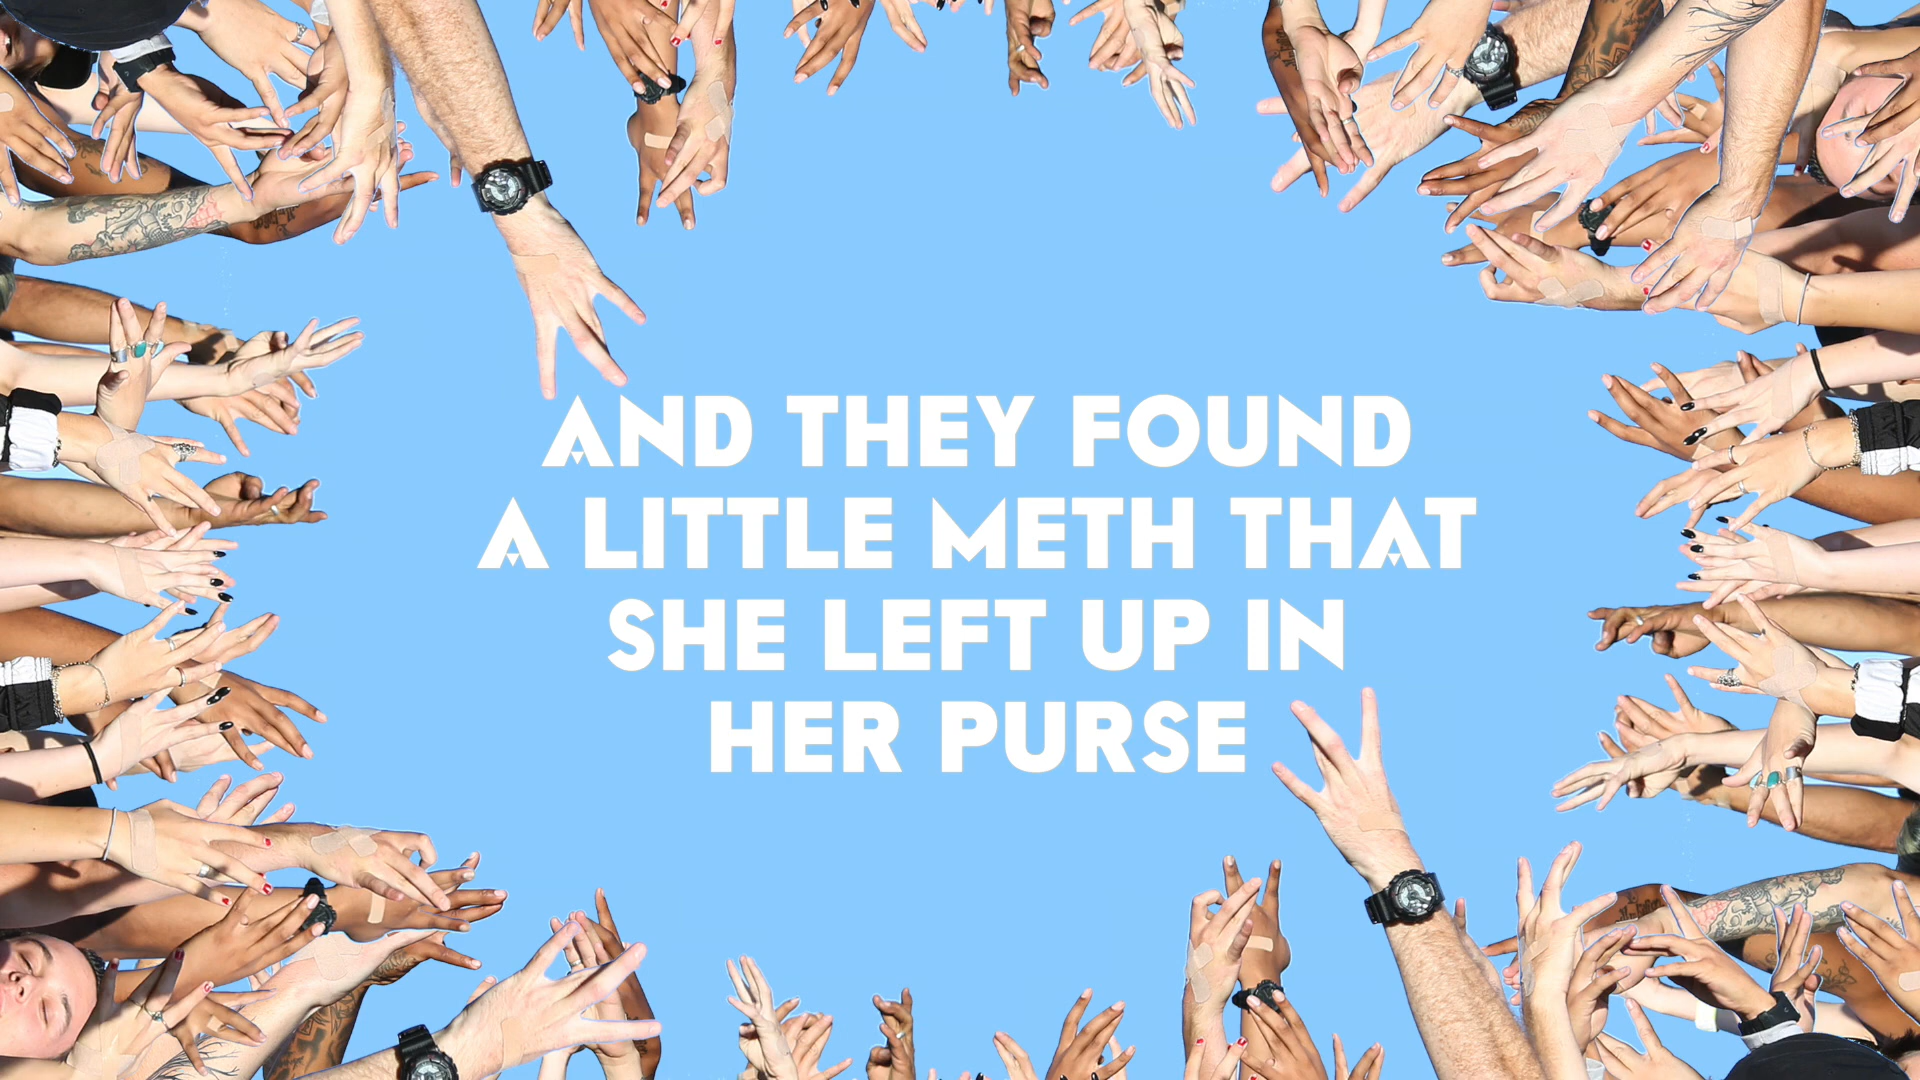 AND THEY FOUND
A LITTLE METH THAT
SHE LEFT UP IN
HER PURSE